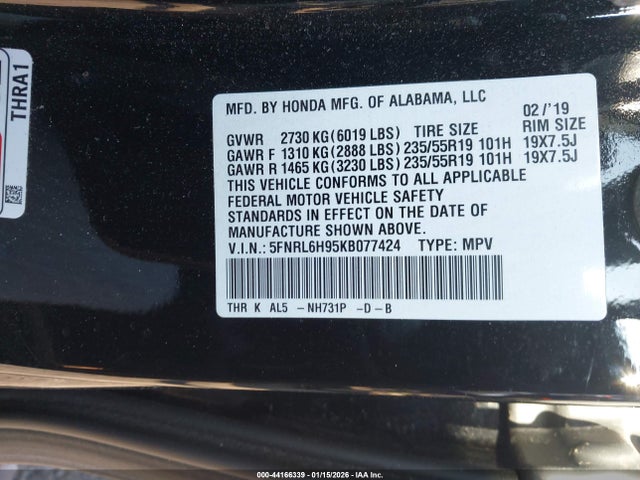 THRA1
MFD. BY HONDA MFG. OF ALABAMA, LLC 02/'19
GVWR 2730 KG(6019 LBS) TIRE SIZE RIM SIZE
GAWR F 1310 KG(2888 LBS) 235/55R19 101H 19X7.5J
GAWR R 1465 KG(3230 LBS) 235/55R19 101H 19X7.5J
THIS VEHICLE CONFORMS TO ALL APPLICABLE
FEDERAL MOTOR VEHICLE SAFETY
STANDARDS IN EFFECT ON THE DATE OF
MANUFACTURE SHOWN ABOVE.
V.I.N.: 5FNRL6H95KB077424 TYPE: MPV
THR K AL5 -NH731P -D-B
000-44166339 - 01/15/2026 - IAA Inc.